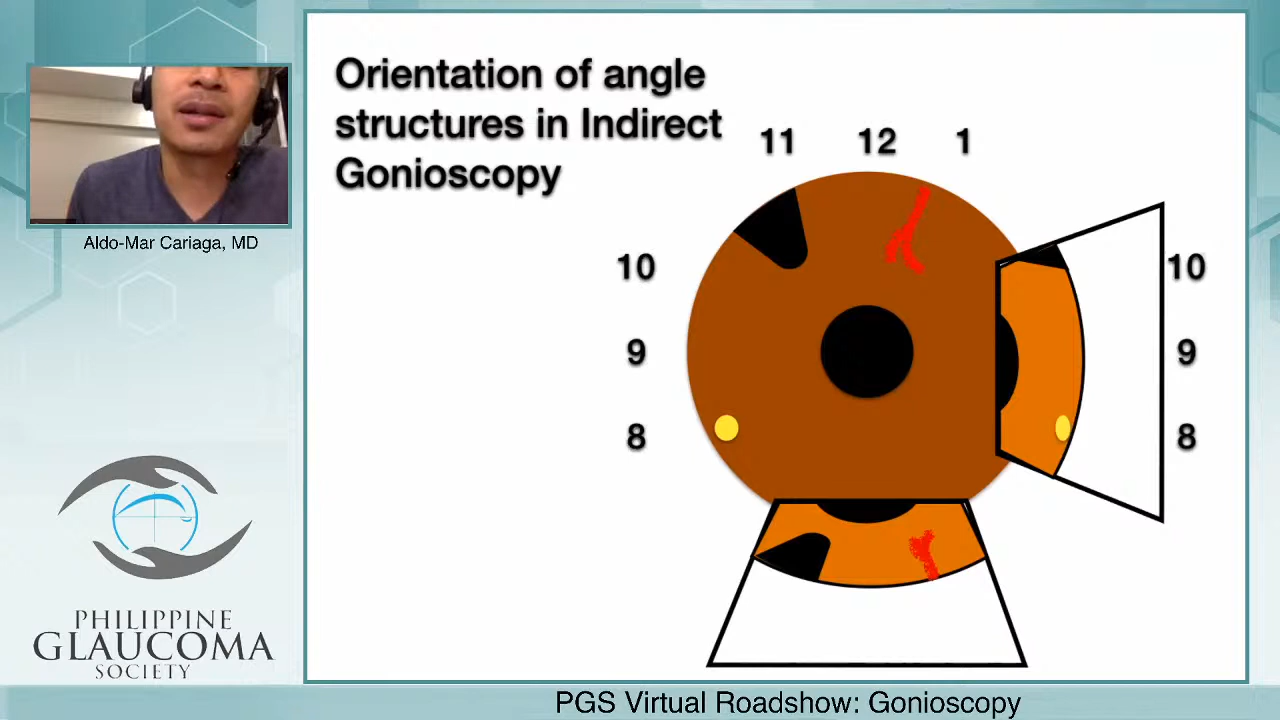 Orientation of angle
structures in Indirect
Gonioscopy
11 12 1
10 10
9 9
8 8
Aldo-Mar Cariaga, MD
PHILIPPINE
GLAUCOMA
SOCIETY
PGS Virtual Roadshow: Gonioscopy